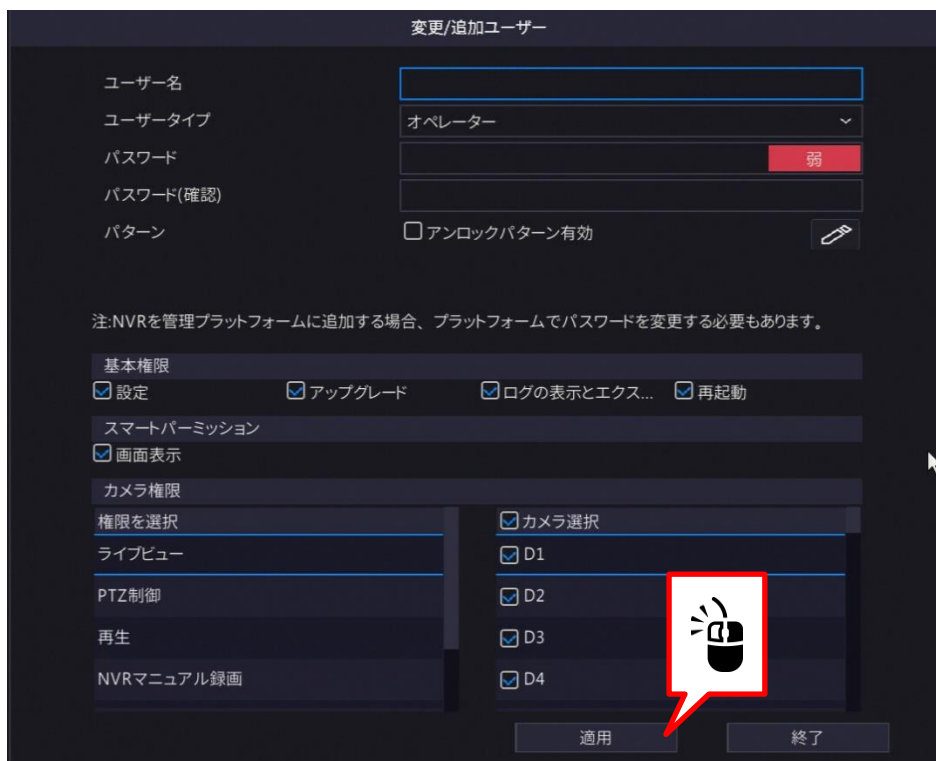 変更/追加ユーザー
ユーザー名
ユーザータイプ オペレーター
パスワード 弱
パスワード(確認)
パターン アンロックパターン有効
注:NVRを管理プラットフォームに追加する場合、プラットフォームでパスワードを変更する必要もあります。
基本権限
設定 アップグレード ログの表示とエクス... 再起動
スマートパーミッション
画面表示
カメラ権限
権限を選択 カメラ選択
ライブビュー D1
PTZ制御 D2
再生 D3
NVRマニュアル録画 D4
適用 終了